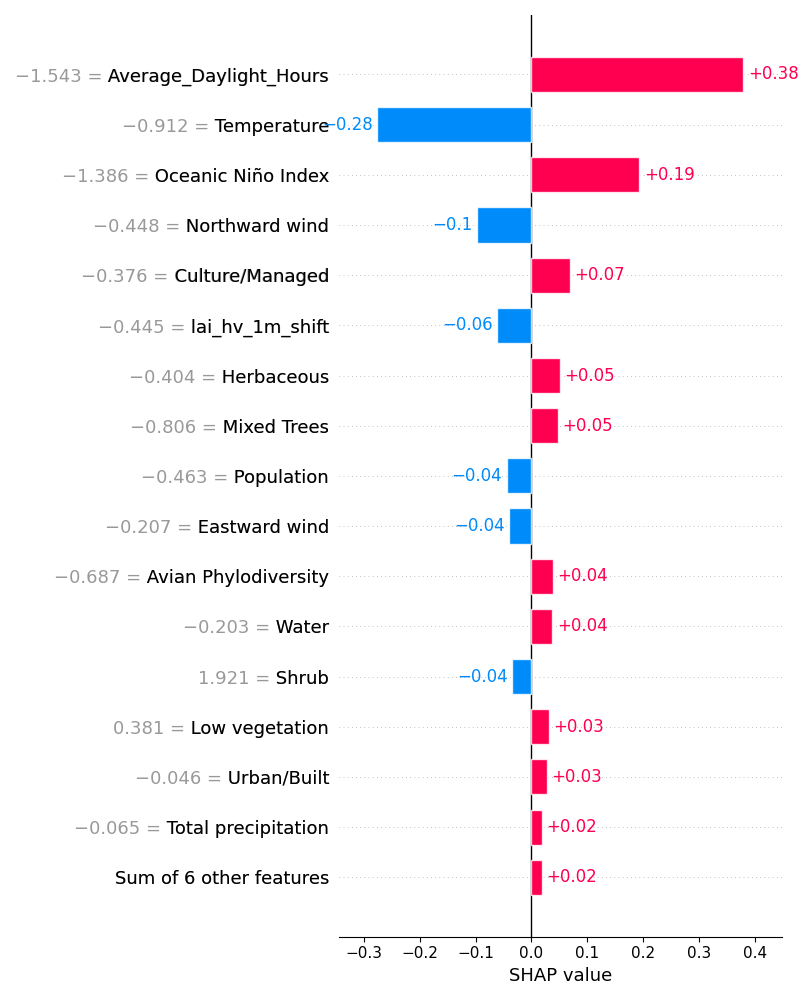 −1.543 = Average_Daylight_Hours +0.38
−0.912 = Temperature −0.28
−1.386 = Oceanic Niño Index +0.19
−0.448 = Northward wind −0.1
−0.376 = Culture/Managed +0.07
−0.445 = lai_hv_1m_shift −0.06
−0.404 = Herbaceous +0.05
−0.806 = Mixed Trees +0.05
−0.463 = Population −0.04
−0.207 = Eastward wind −0.04
−0.687 = Avian Phylodiversity +0.04
−0.203 = Water +0.04
1.921 = Shrub −0.04
0.381 = Low vegetation +0.03
−0.046 = Urban/Built +0.03
−0.065 = Total precipitation +0.02
Sum of 6 other features +0.02
−0.3 −0.2 −0.1 0.0 0.1 0.2 0.3 0.4
SHAP value